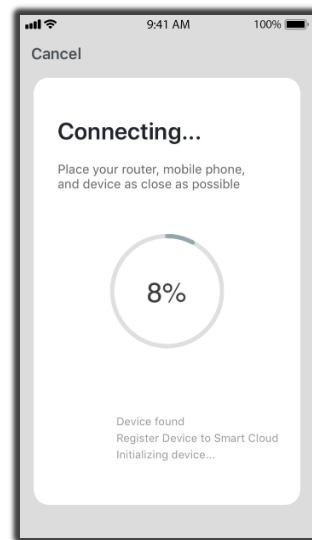 9:41 AM
100%
Cancel
Connecting...
Place your router, mobile phone,
and device as close as possible
8%
Device found
Register Device to Smart Cloud
Initializing device...